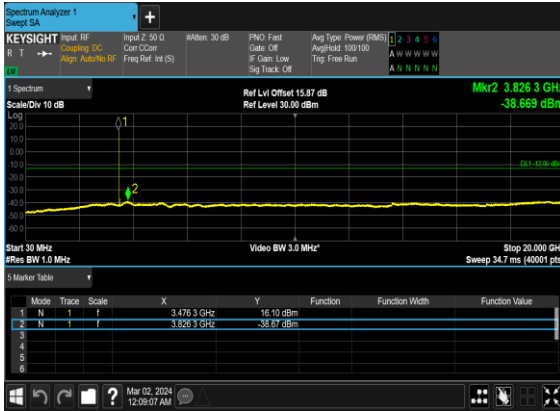 Spectrum Analyzer 1
Swept SA
+
KEYSIGHT Input: RF Input Z: 50 Ω #Atten: 30 dB PNO: Fast Avg Type: Power (RMS) 1 2 3 4 5 6
R T Coupling: DC Corr CCorr Gate: Off Avg|Hold: 100/100 A W W W W W
Align: Auto/No RF Freq Ref: Int (S) IF Gain: Low Trig: Free Run
LXI Sig Track: Off A N N N N N
1 Spectrum Ref Lvl Offset 15.87 dB Mkr2 3.826 3 GHz
Scale/Div 10 dB Ref Level 30.00 dBm -38.669 dBm
Log
20.0
10.0
0.00
-10.0
-20.0
-30.0
-40.0
-50.0
-60.0
1
2
DL1 -13.00 dBm
Start 30 MHz Video BW 3.0 MHz* Stop 20.000 GH
#Res BW 1.0 MHz Sweep 34.7 ms (40001 pts
5 Marker Table
Mode Trace Scale X Y Function Function Width Function Value
1 N 1 f 3.476 3 GHz 16.10 dBm
2 N 1 f 3.826 3 GHz -38.67 dBm
3
4
5
6
? Mar 02, 2024
12:09:07 AM